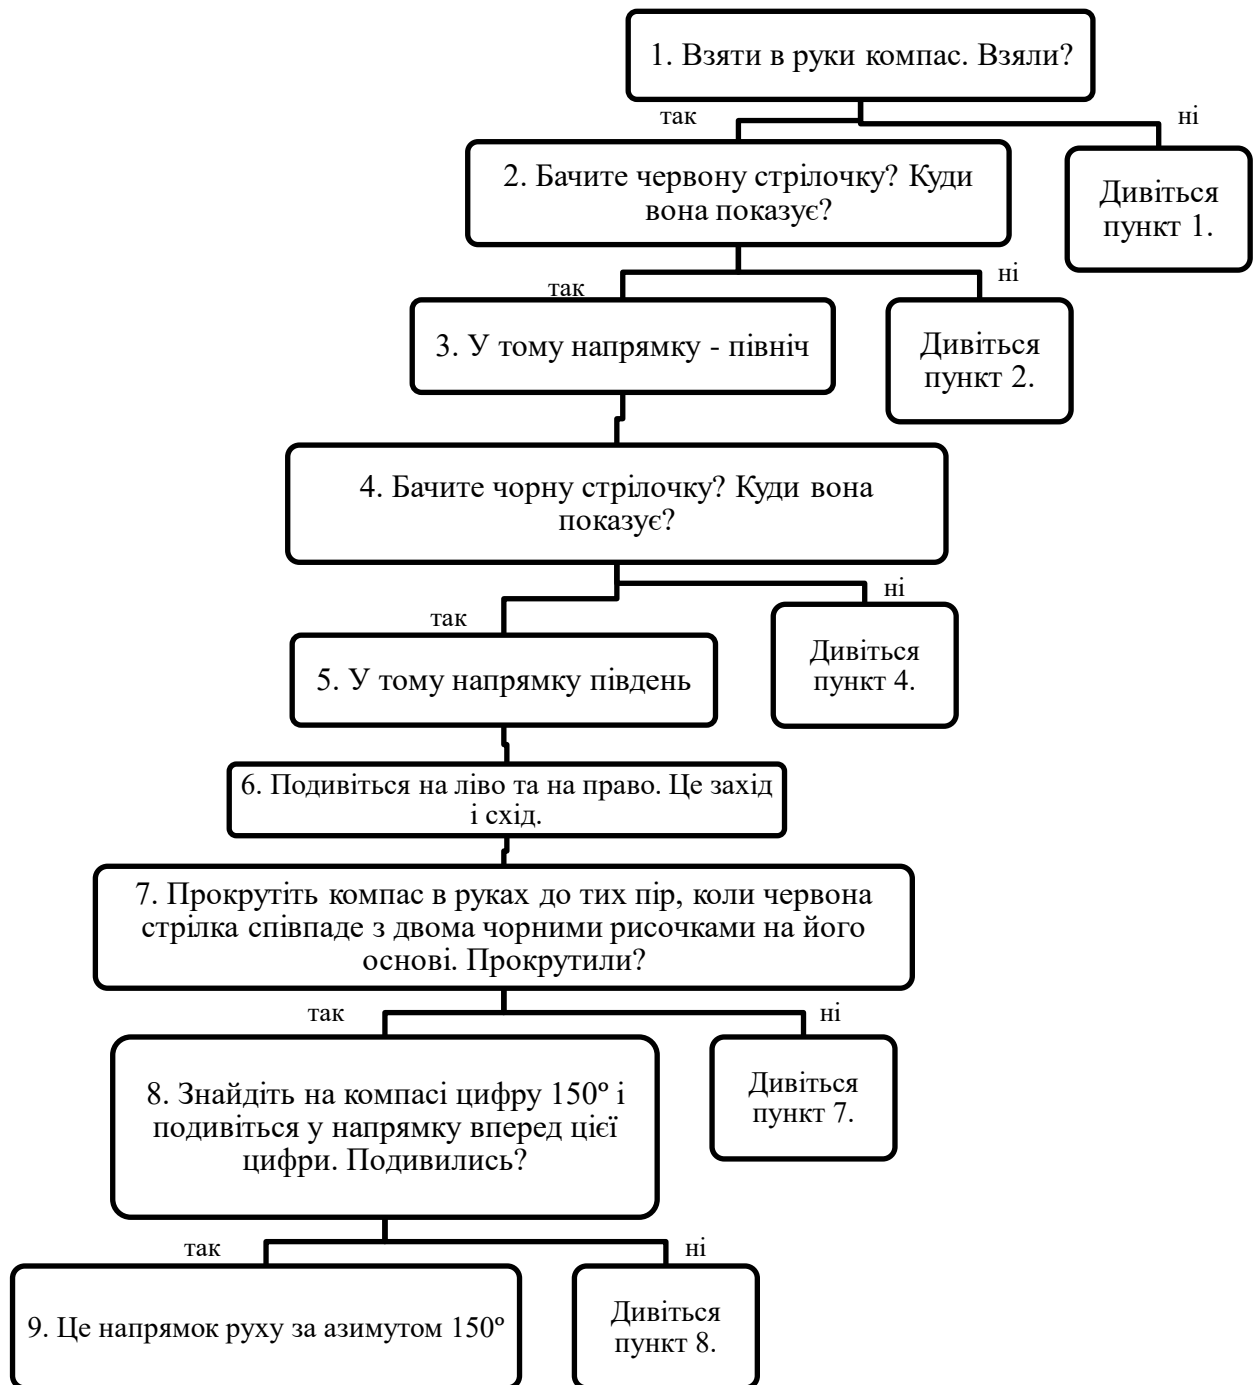 1. Взяти в руки компас. Взяли?
так
ні
2. Бачите червону стрілочку? Куди
вона показує?
Дивіться
пункт 1.
так
ні
3. У тому напрямку - північ
Дивіться
пункт 2.
4. Бачите чорну стрілочку? Куди вона
показує?
так
ні
5. У тому напрямку південь
Дивіться
пункт 4.
6. Подивіться на ліво та на право. Це захід
і схід.
7. Прокрутіть компас в руках до тих пір, коли червона
стрілка співпаде з двома чорними рисочками на його
основі. Прокрутили?
так
ні
8. Знайдіть на компасі цифру 150º і
подивіться у напрямку вперед цієї
цифри. Подивились?
Дивіться
пункт 7.
так
ні
9. Це напрямок руху за азимутом 150º
Дивіться
пункт 8.